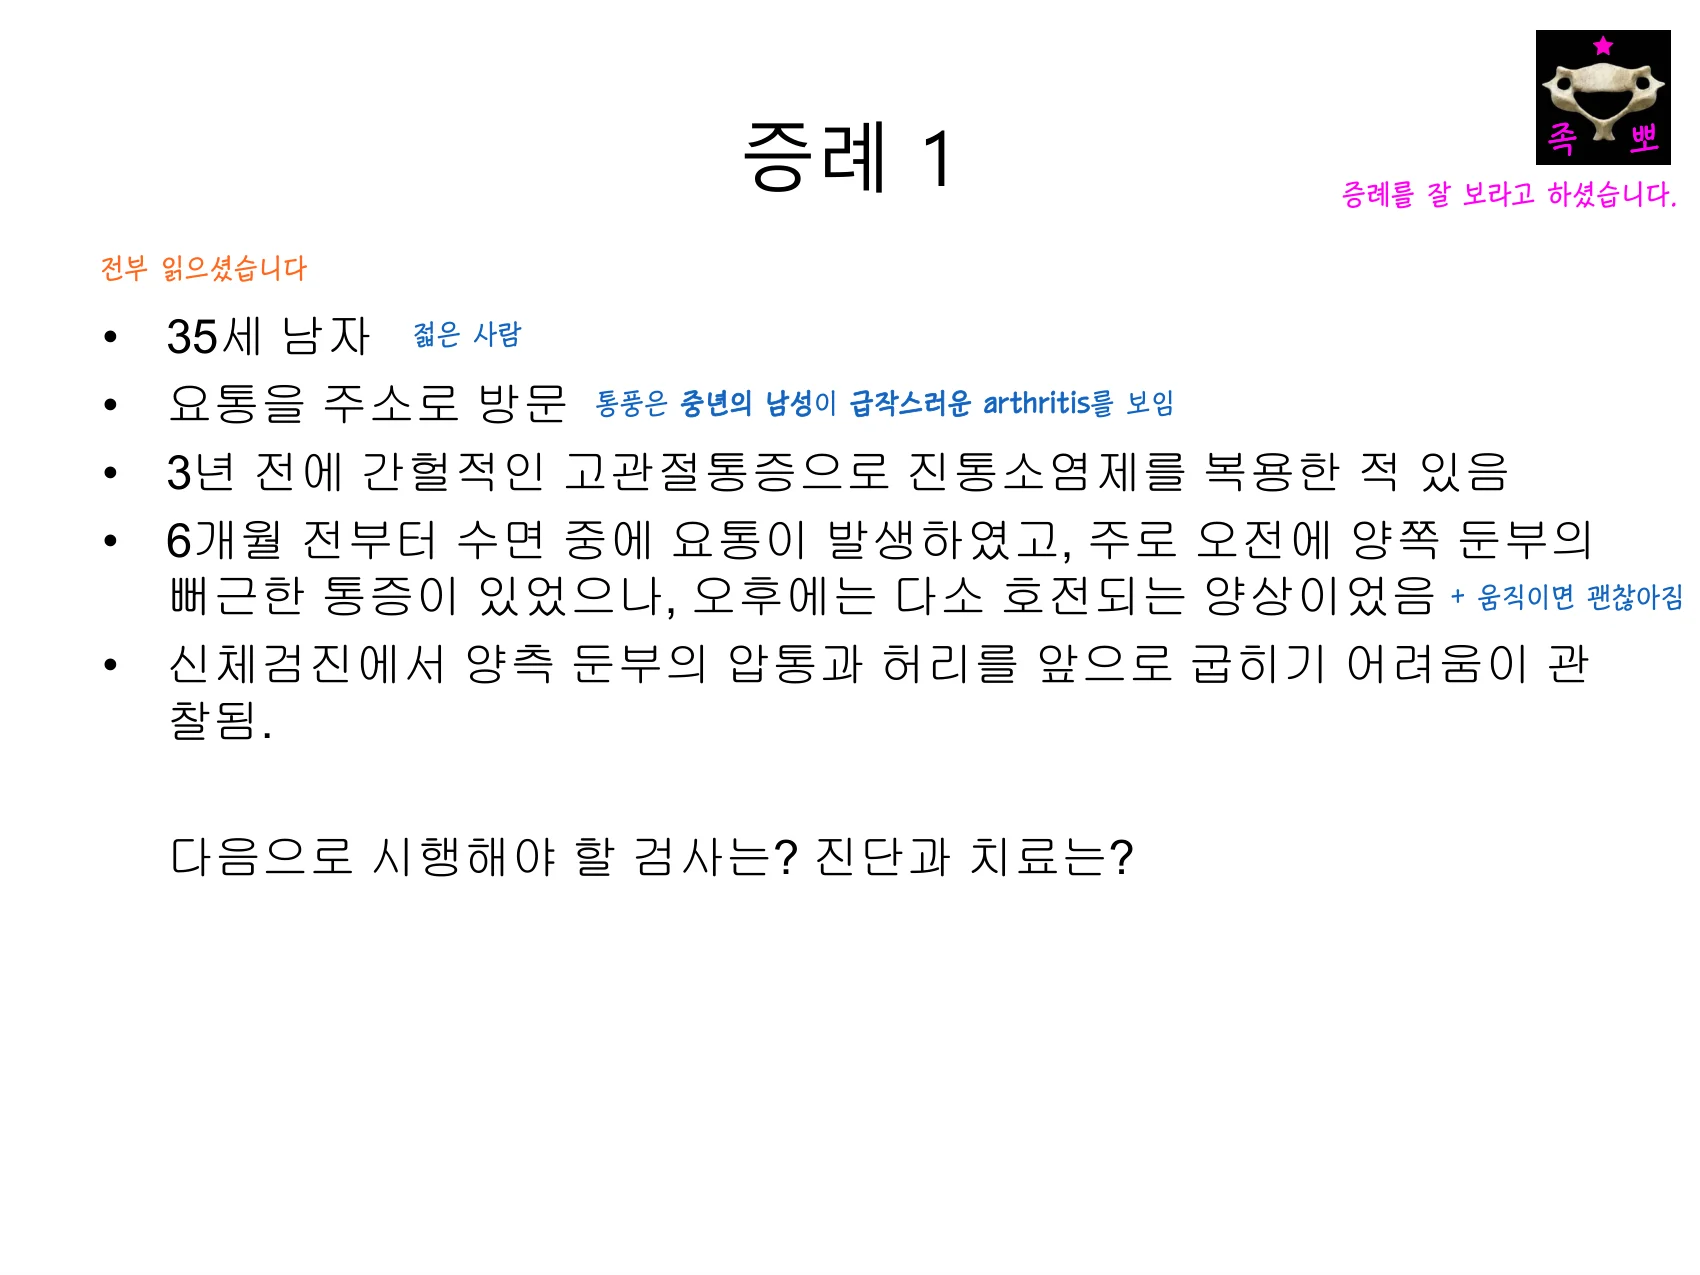 족 뽀
증례 1
증례를 잘 보라고 하셨습니다.
전부 읽으셨습니다
• 35세 남자 젊은 사람
• 요통을 주소로 방문 통풍은 중년의 남성이 급작스러운 arthritis를 보임
• 3년 전에 간헐적인 고관절통증으로 진통소염제를 복용한 적 있음
• 6개월 전부터 수면 중에 요통이 발생하였고, 주로 오전에 양쪽 둔부의
뻐근한 통증이 있었으나, 오후에는 다소 호전되는 양상이었음 + 움직이면 괜찮아짐
• 신체검진에서 양측 둔부의 압통과 허리를 앞으로 굽히기 어려움이 관
찰됨.
다음으로 시행해야 할 검사는? 진단과 치료는?